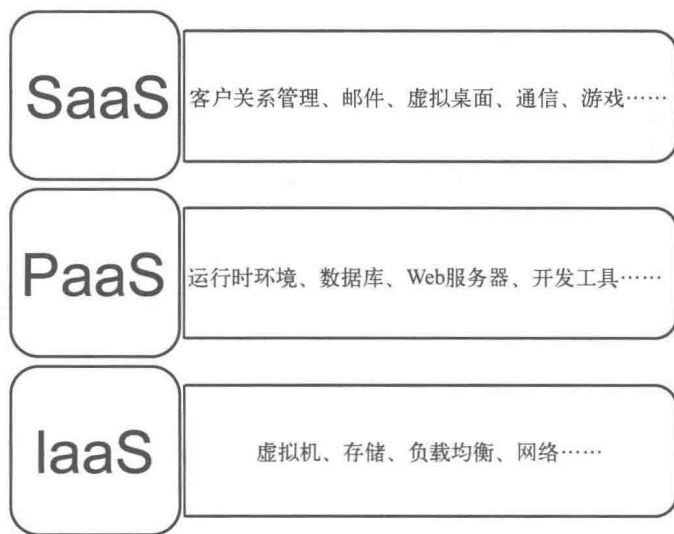 SaaS
客户关系管理、邮件、虚拟桌面、通信、游戏……
PaaS
运行时环境、数据库、Web服务器、开发工具……
IaaS
虚拟机、存储、负载均衡、网络……